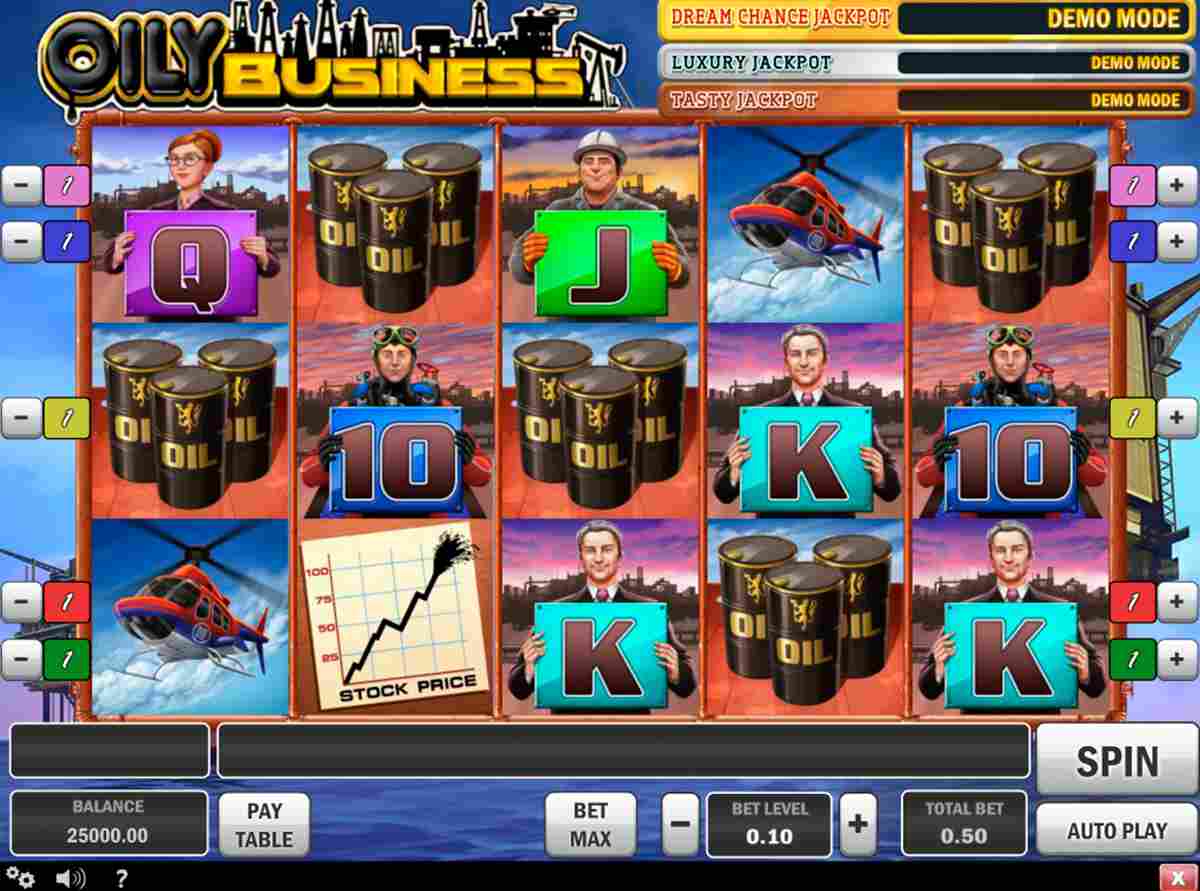 OILY
BUSINESS
DREAM CHANCE JACKPOT DEMO MODE
LUXURY JACKPOT DEMO MODE
TASTY JACKPOT DEMO MODE
- 1 1 +
- 1 1 +
Q OIL J OIL
- 1 1 +
OIL 10 OIL K 10
100
75
50
25
STOCK PRICE
K OIL K
- 1 1 +
- 1 1 +
SPIN
BALANCE
25000.00
PAY
TABLE
BET
MAX
-
BET LEVEL
0.10
+
TOTAL BET
0.50
AUTO PLAY
?
X